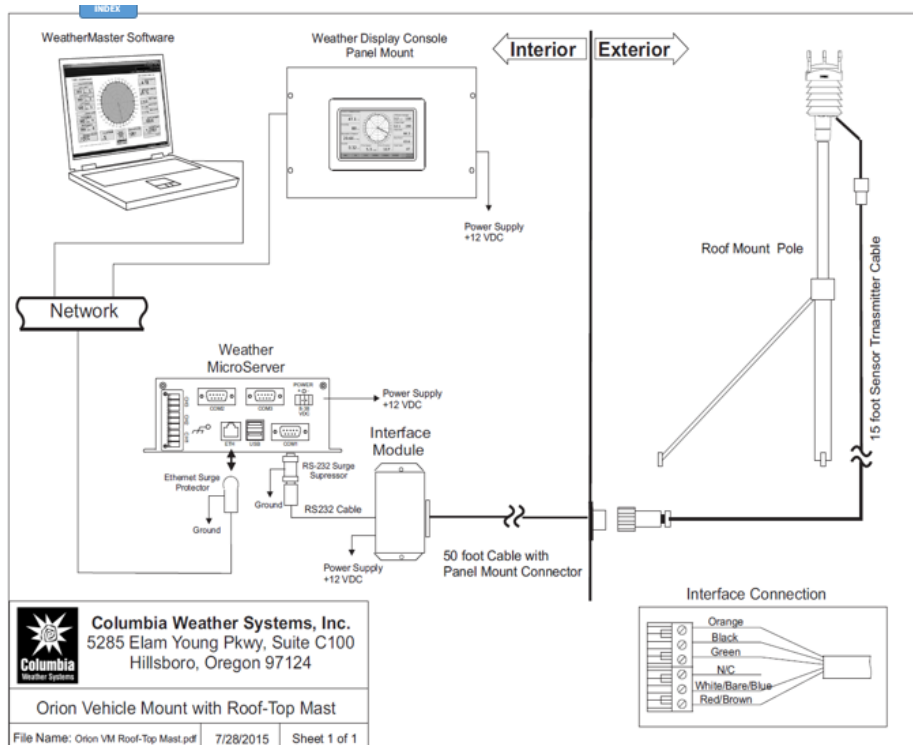 INDEX
WeatherMaster Software
Weather Display Console
Panel Mount
Interior
Exterior
Power Supply
+12 VDC
Roof Mount Pole
15 foot Sensor Trnasmitter Cable
Network
Weather
MicroServer
COM2
COM3
POWER
+ -
9-30
VDC
ETH
USB
COM1
Power Supply
+12 VDC
Interface
Module
Ethernet Surge
Protector
Ground
RS-232 Surge
Supressor
Ground
RS232 Cable
Power Supply
+12 VDC
50 foot Cable with
Panel Mount Connector
Interface Connection
Orange
Black
Green
N/C
White/Bare/Blue
Red/Brown
Columbia
Weather Systems
Columbia Weather Systems, Inc.
5285 Elam Young Pkwy, Suite C100
Hillsboro, Oregon 97124
Orion Vehicle Mount with Roof-Top Mast
File Name: Orion VM Roof-Top Mast.pdf
7/28/2015
Sheet 1 of 1